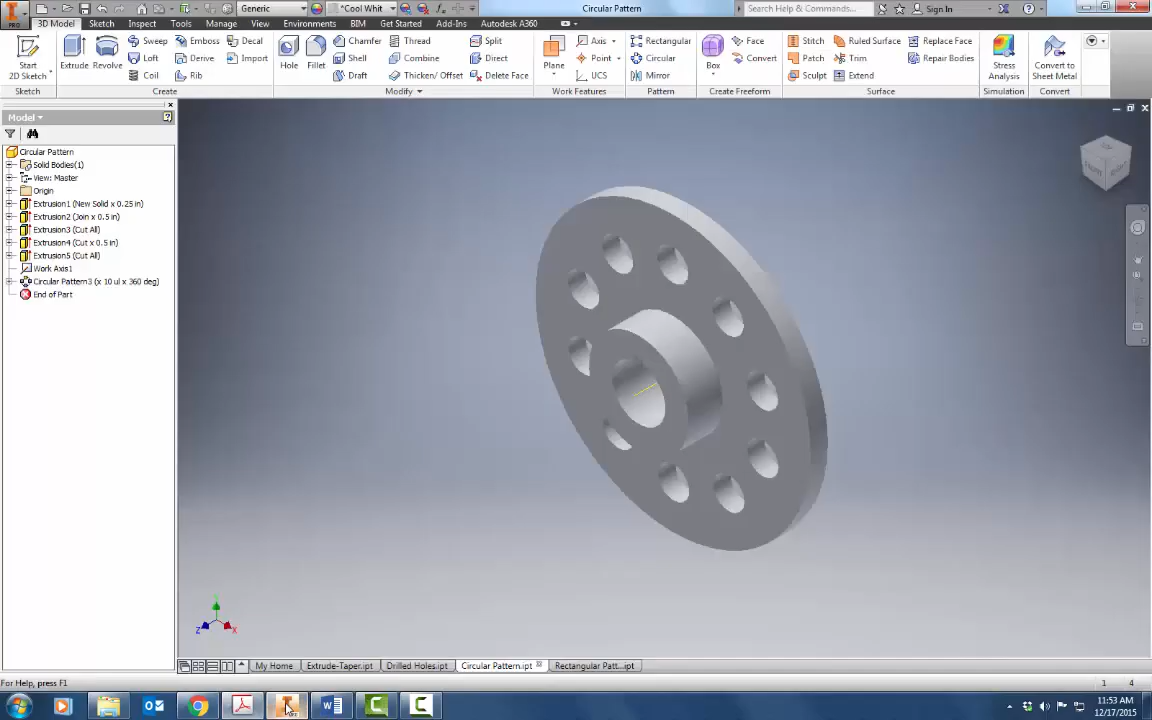 PRO Generic *Cool Whit Circular Pattern Search Help & Commands... Sign In
3D Model Sketch Inspect Tools Manage View Environments BIM Get Started Add-Ins Autodesk A360
Start 2D Sketch Extrude Revolve Sweep Emboss Decal Loft Derive Import Coil Rib
Hole Fillet Chamfer Thread Split Shell Combine Direct Draft Thicken/ Offset Delete Face
Plane Axis Point UCS Rectangular Circular Mirror Box Face Convert
Stitch Ruled Surface Replace Face Patch Trim Repair Bodies Sculpt Extend Stress Analysis Convert to Sheet Metal
Sketch Create Modify Work Features Pattern Create Freeform Surface Simulation Convert
Model
Circular Pattern
Solid Bodies(1)
View: Master
Origin
Extrusion1 (New Solid x 0.25 in)
Extrusion2 (Join x 0.5 in)
Extrusion3 (Cut All)
Extrusion4 (Cut x 0.5 in)
Extrusion5 (Cut All)
Work Axis1
Circular Pattern3 (x 10 ul x 360 deg)
End of Part
FRONT RIGHT
Z X
My Home Extrude-Taper.ipt Drilled Holes.ipt Circular Pattern.ipt Rectangular Patt...ipt
For Help, press F1 1 4
11:53 AM
12/17/2015